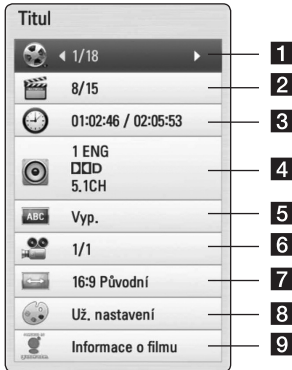 Titul
1/18
1
8/15
2
01:02:46 / 02:05:53
3
1 ENG
D
5.1CH
4
ABC
Vyp.
5
1/1
6
16:9 Původní
7
Už. nastavení
8
Informace o filmu
9